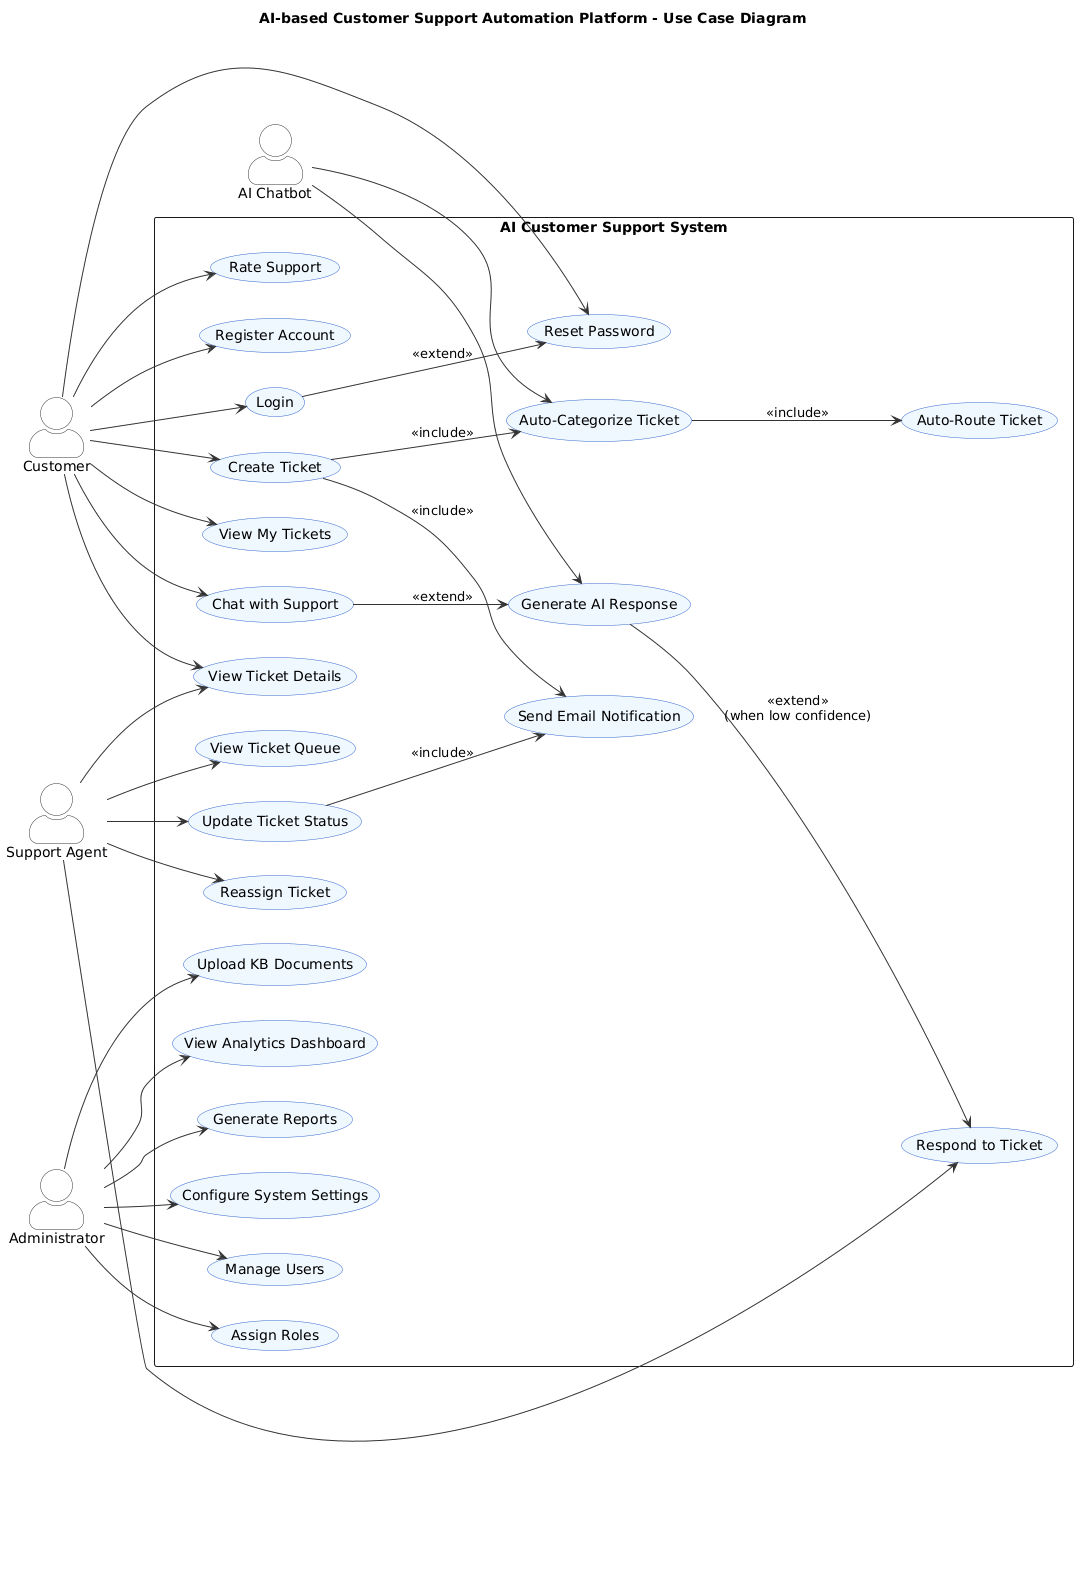 AI-based Customer Support Automation Platform - Use Case Diagram
AI Chatbot
AI Customer Support System
Rate Support
Register Account
Reset Password
«extend»
Login
Auto-Categorize Ticket
«include»
Auto-Route Ticket
«include»
Customer
Create Ticket
«include»
View My Tickets
Chat with Support
«extend»
Generate AI Response
View Ticket Details
«extend»
(when low confidence)
Send Email Notification
View Ticket Queue
«include»
Update Ticket Status
Support Agent
Reassign Ticket
Upload KB Documents
View Analytics Dashboard
Generate Reports
Respond to Ticket
Configure System Settings
Administrator
Manage Users
Assign Roles